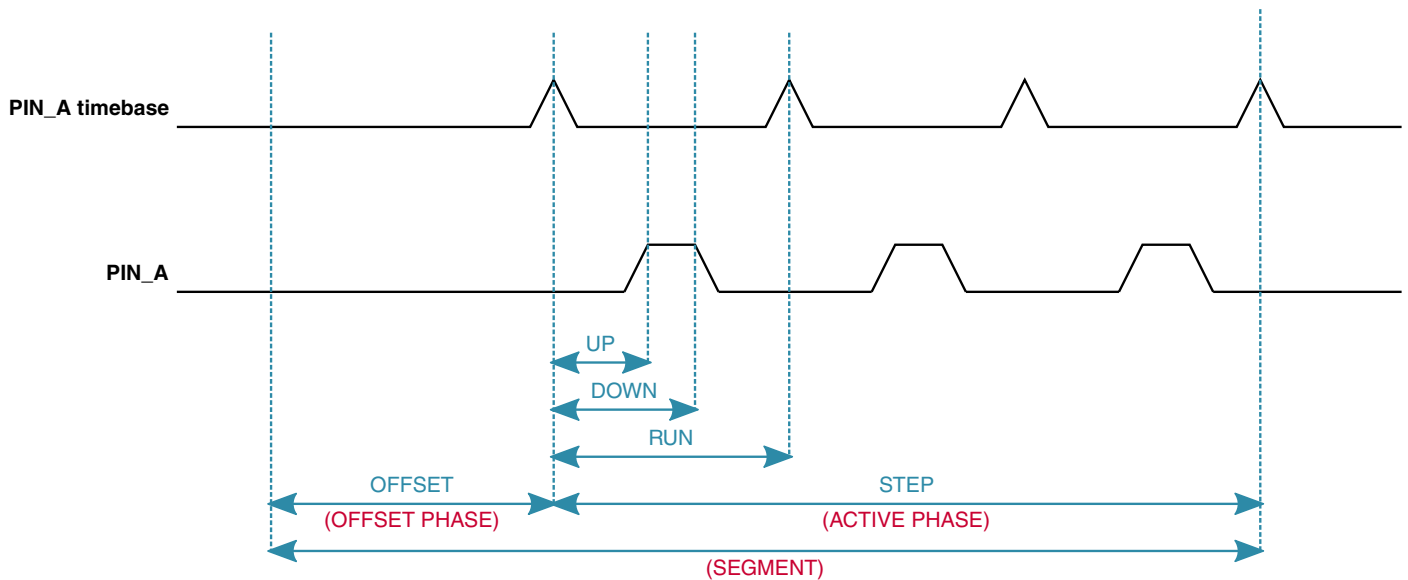 PIN_A timebase
PIN_A
UP
DOWN
RUN
OFFSET
STEP
(OFFSET PHASE)
(ACTIVE PHASE)
(SEGMENT)